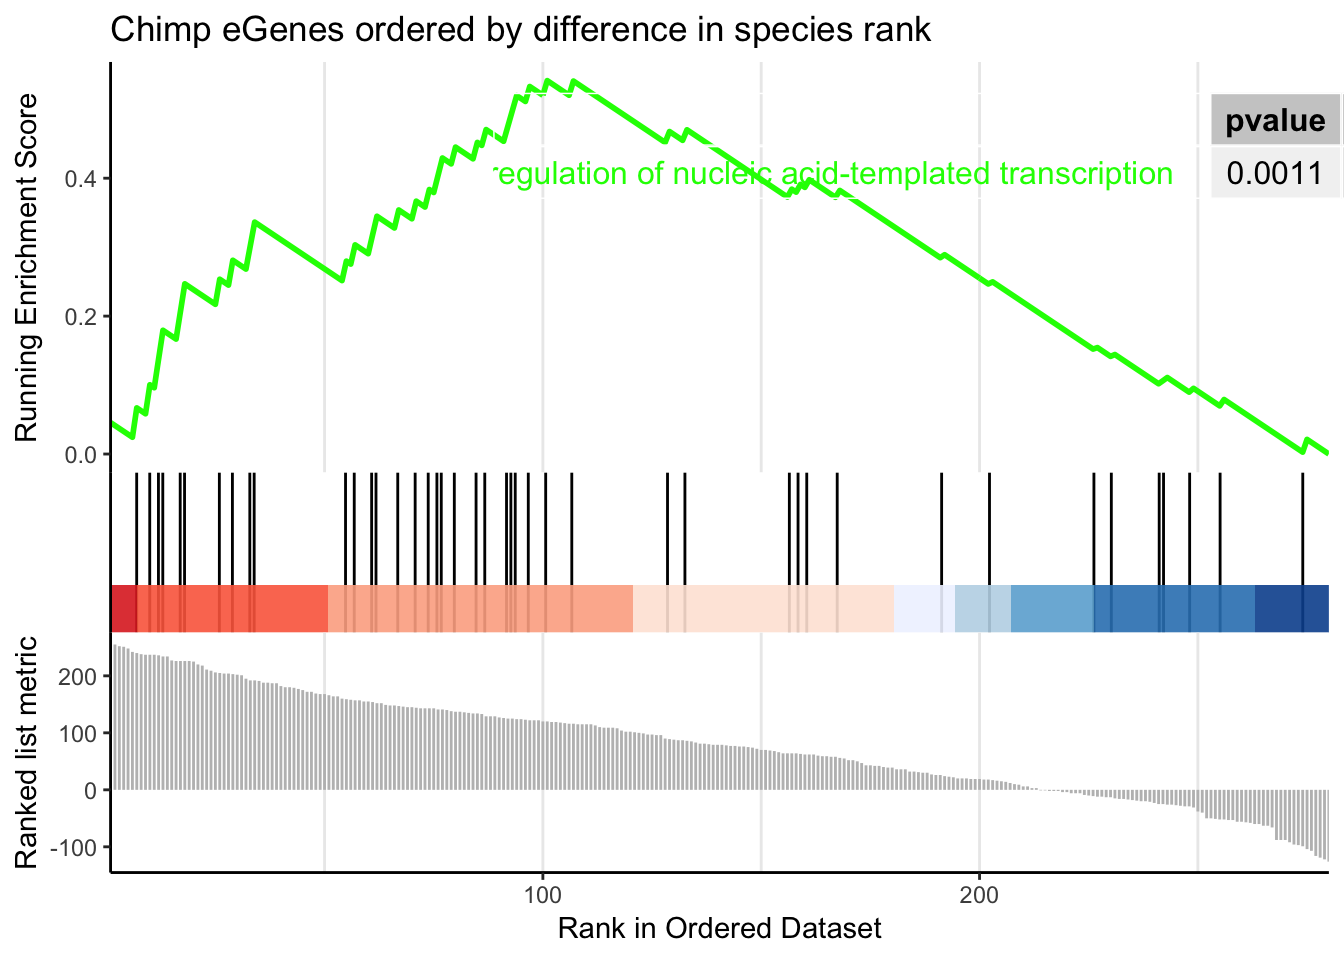 Chimp eGenes ordered by difference in species rank
Running Enrichment Score
0.4
0.2
0.0
regulation of nucleic acid-templated transcription
pvalue
0.0011
Ranked list metric
200
100
0
-100
100
200
Rank in Ordered Dataset